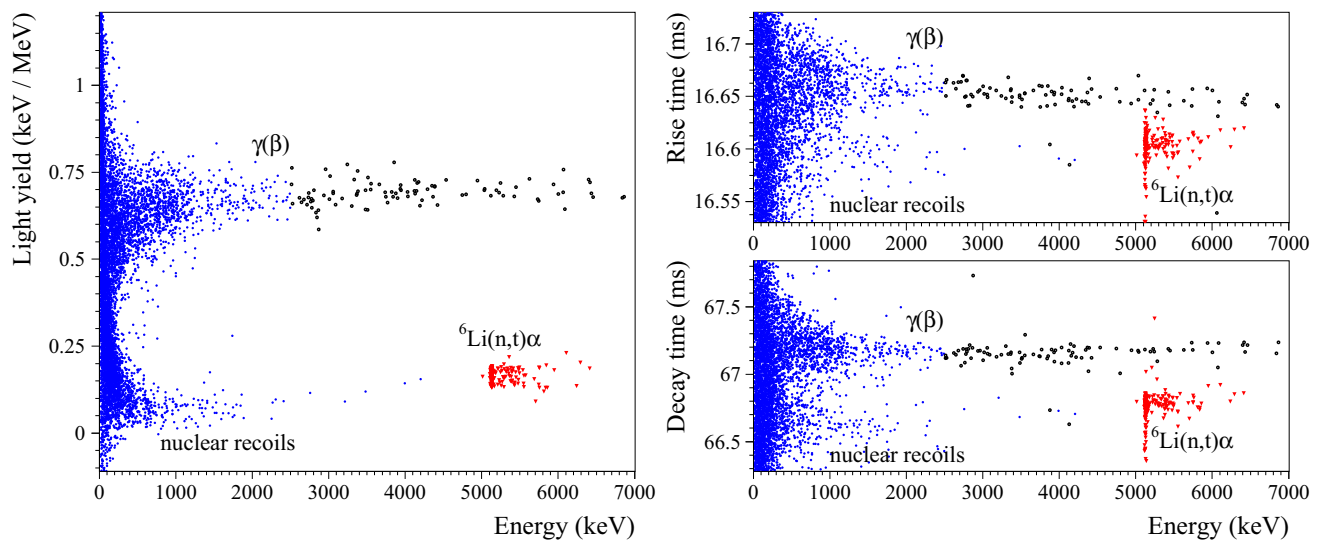 Light yield (keV / MeV)
1
0.75
0.5
0.25
0
γ(β)
⁶Li(n,t)α
nuclear recoils
0 1000 2000 3000 4000 5000 6000 7000
Energy (keV)
Rise time (ms)
16.7
16.65
16.6
16.55
γ(β)
⁶Li(n,t)α
nuclear recoils
0 1000 2000 3000 4000 5000 6000 7000
Decay time (ms)
67.5
67
66.5
γ(β)
⁶Li(n,t)α
nuclear recoils
0 1000 2000 3000 4000 5000 6000 7000
Energy (keV)